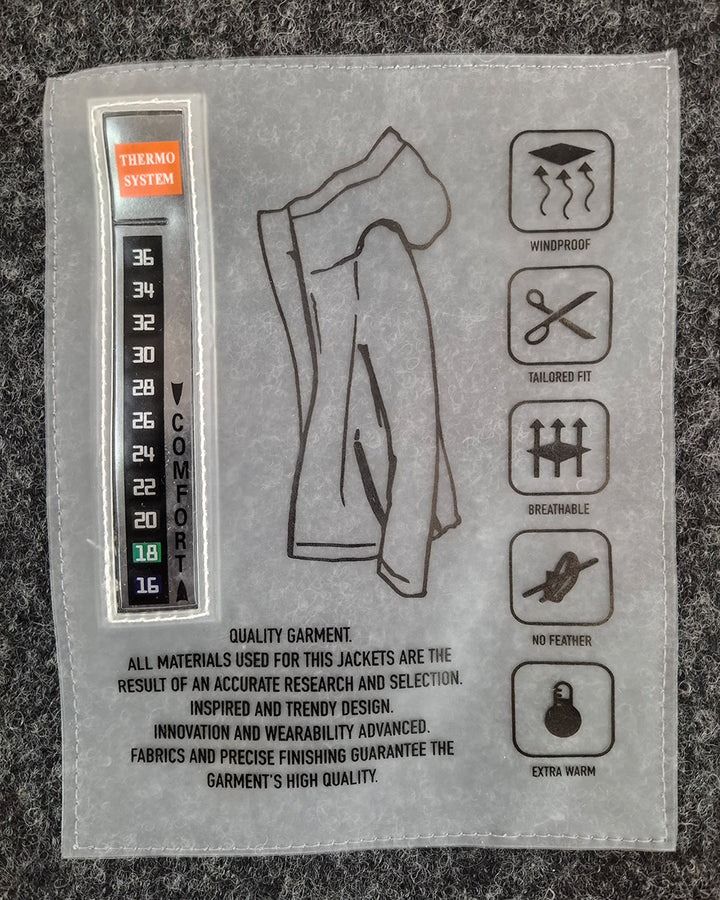 THERMO
SYSTEM
36
34
32
30
28
26
24
22
20
18
16
COMFORT
WINDPROOF
TAILORED FIT
BREATHABLE
NO FEATHER
EXTRA WARM
QUALITY GARMENT.
ALL MATERIALS USED FOR THIS JACKETS ARE THE
RESULT OF AN ACCURATE RESEARCH AND SELECTION.
INSPIRED AND TRENDY DESIGN.
INNOVATION AND WEARABILITY ADVANCED.
FABRICS AND PRECISE FINISHING GUARANTEE THE
GARMENT'S HIGH QUALITY.